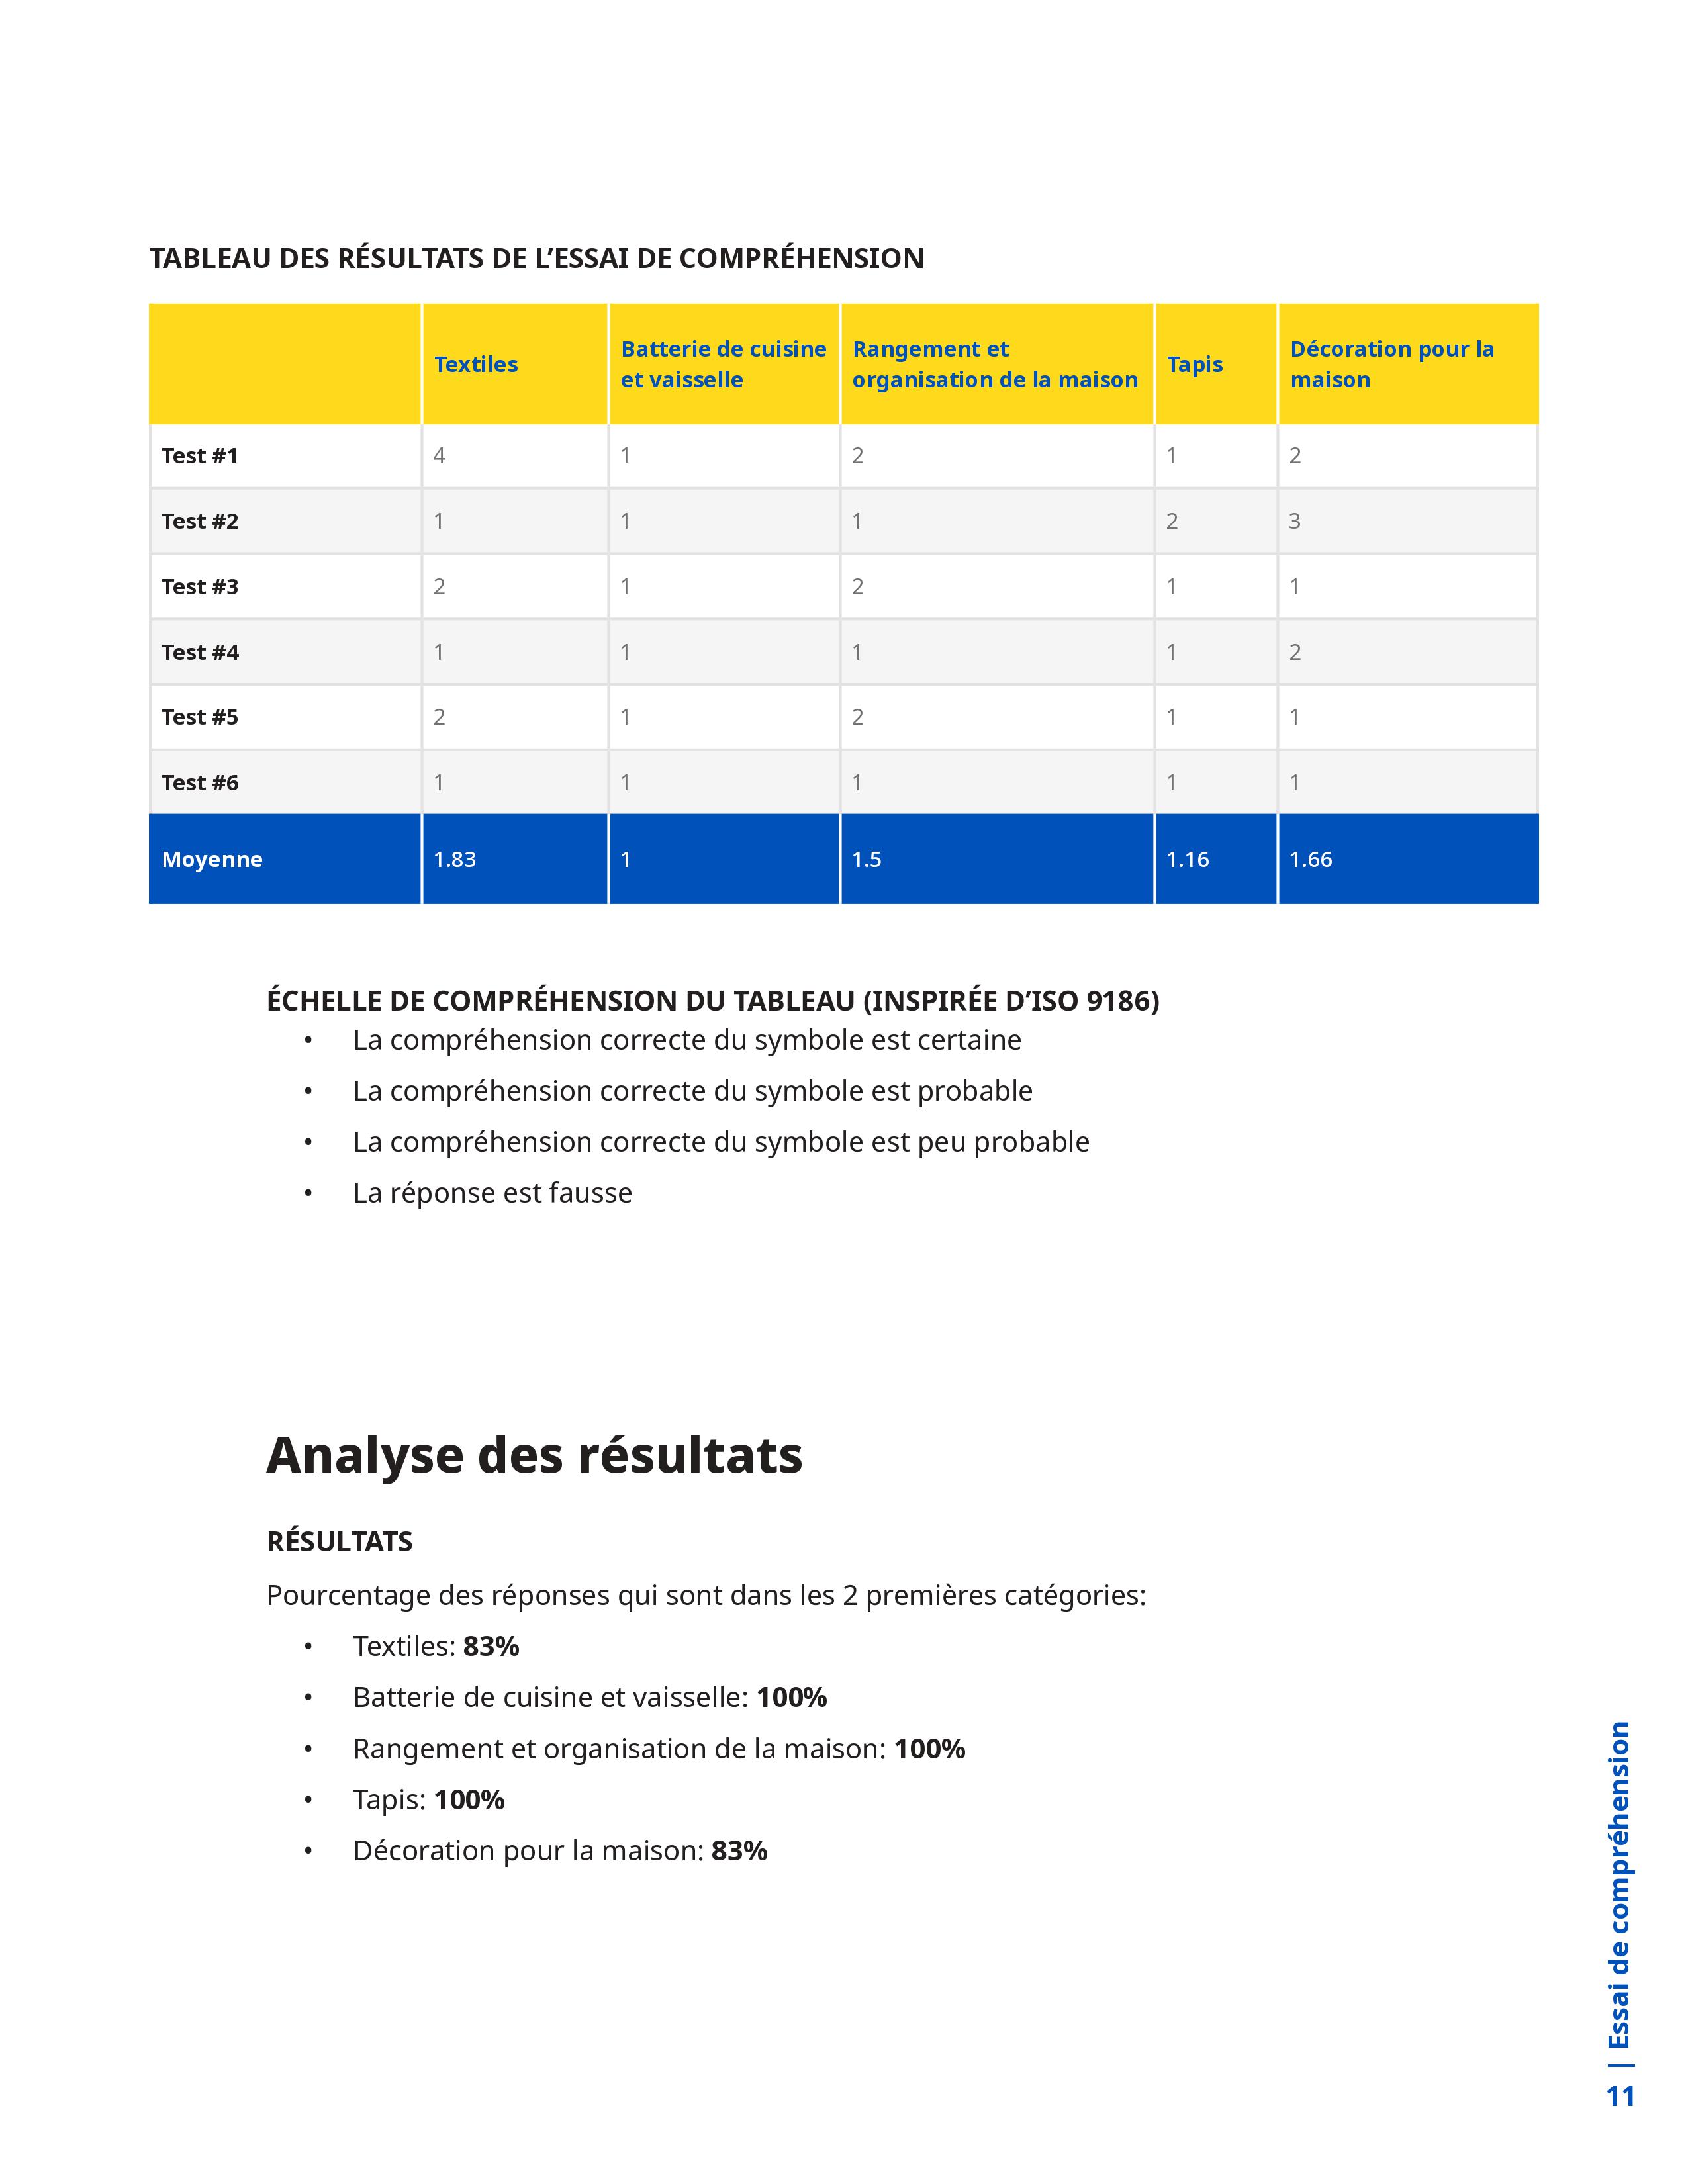 TABLEAU DES RÉSULTATS DE L’ESSAI DE COMPRÉHENSION
Textiles
Batterie de cuisine
et vaisselle
Rangement et
organisation de la maison
Tapis
Décoration pour la
maison
Test #1 4 1 2 1 2
Test #2 1 1 1 2 3
Test #3 2 1 2 1 1
Test #4 1 1 1 1 2
Test #5 2 1 2 1 1
Test #6 1 1 1 1 1
Moyenne 1.83 1 1.5 1.16 1.66
ÉCHELLE DE COMPRÉHENSION DU TABLEAU (INSPIRÉE D’ISO 9186)
• La compréhension correcte du symbole est certaine
• La compréhension correcte du symbole est probable
• La compréhension correcte du symbole est peu probable
• La réponse est fausse
Analyse des résultats
RÉSULTATS
Pourcentage des réponses qui sont dans les 2 premières catégories:
• Textiles: 83%
• Batterie de cuisine et vaisselle: 100%
• Rangement et organisation de la maison: 100%
• Tapis: 100%
• Décoration pour la maison: 83%
11 | Essai de compréhension